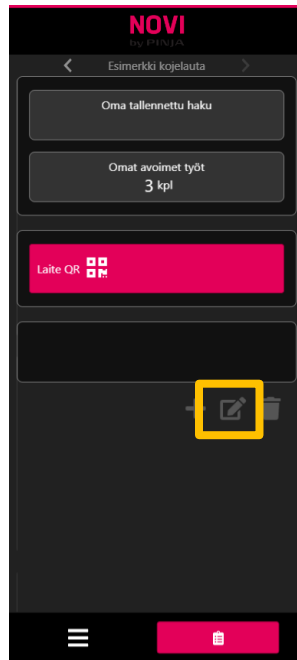 NOVI
by PINJA
Esimerkki kojelauta
Oma tallennettu haku
Omat avoimet työt
3 kpl
Laite QR